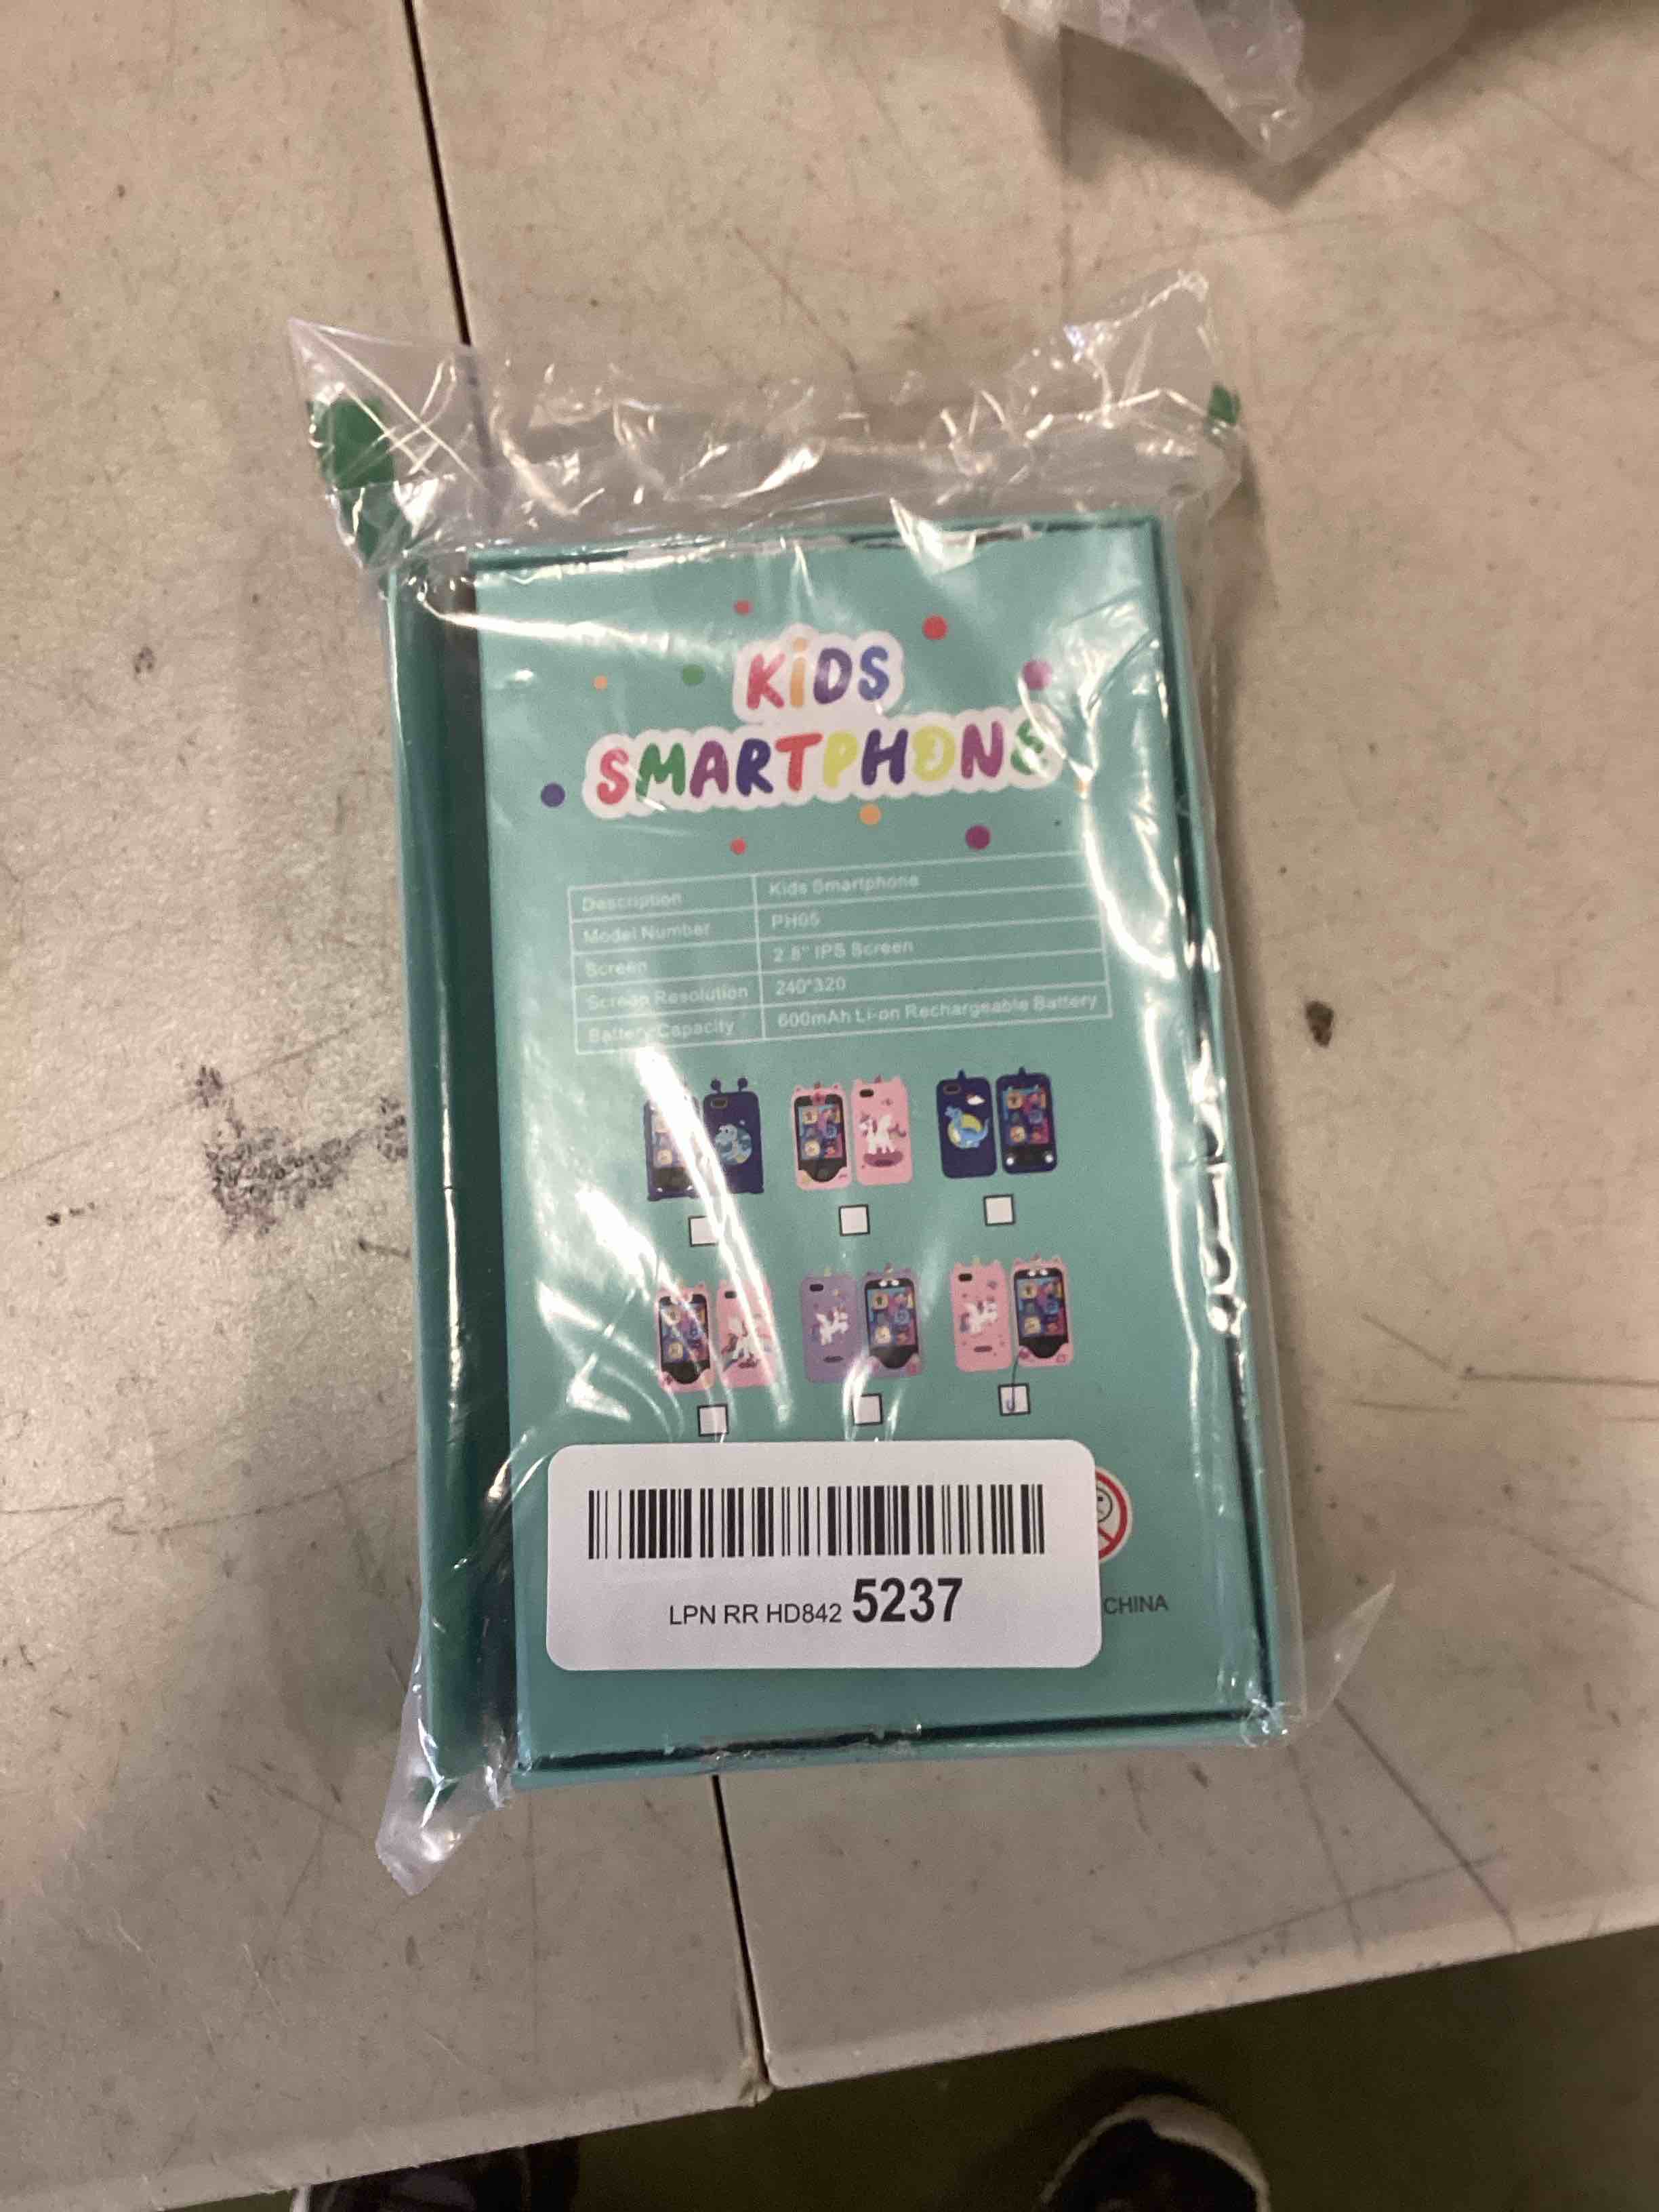 KiDS
SMARTPHONE
Description Kids Smartphone
Model Number PH05
Screen 2.8" IPS Screen
Screen Resolution 240*320
Battery Capacity 600mAh Li-on Rechargeable Battery
LPN RR HD842 5237
CHINA